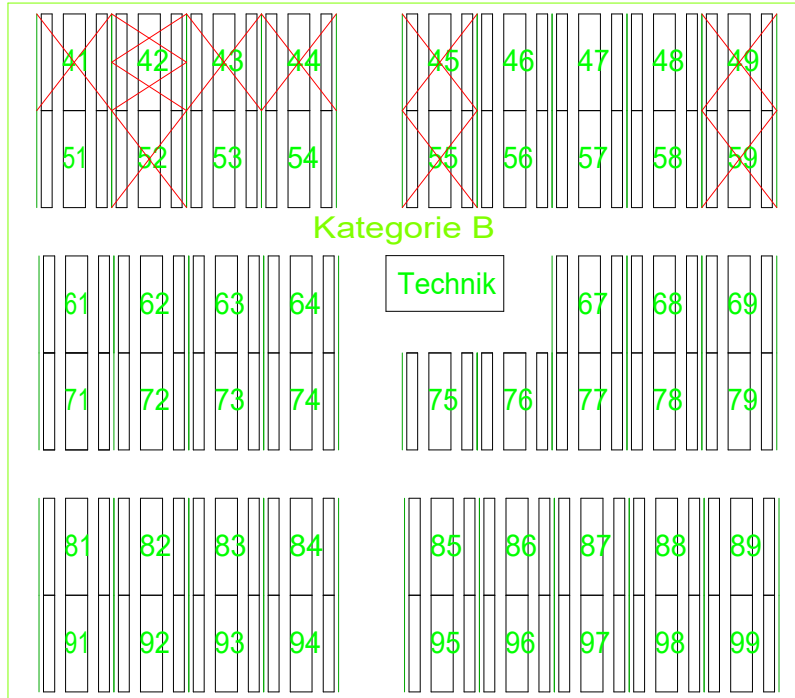 41 42 43 44 45 46 47 48 49
51 52 53 54 55 56 57 58 59
Kategorie B
Technik
61 62 63 64 67 68 69
71 72 73 74 75 76 77 78 79
81 82 83 84 85 86 87 88 89
91 92 93 94 95 96 97 98 99